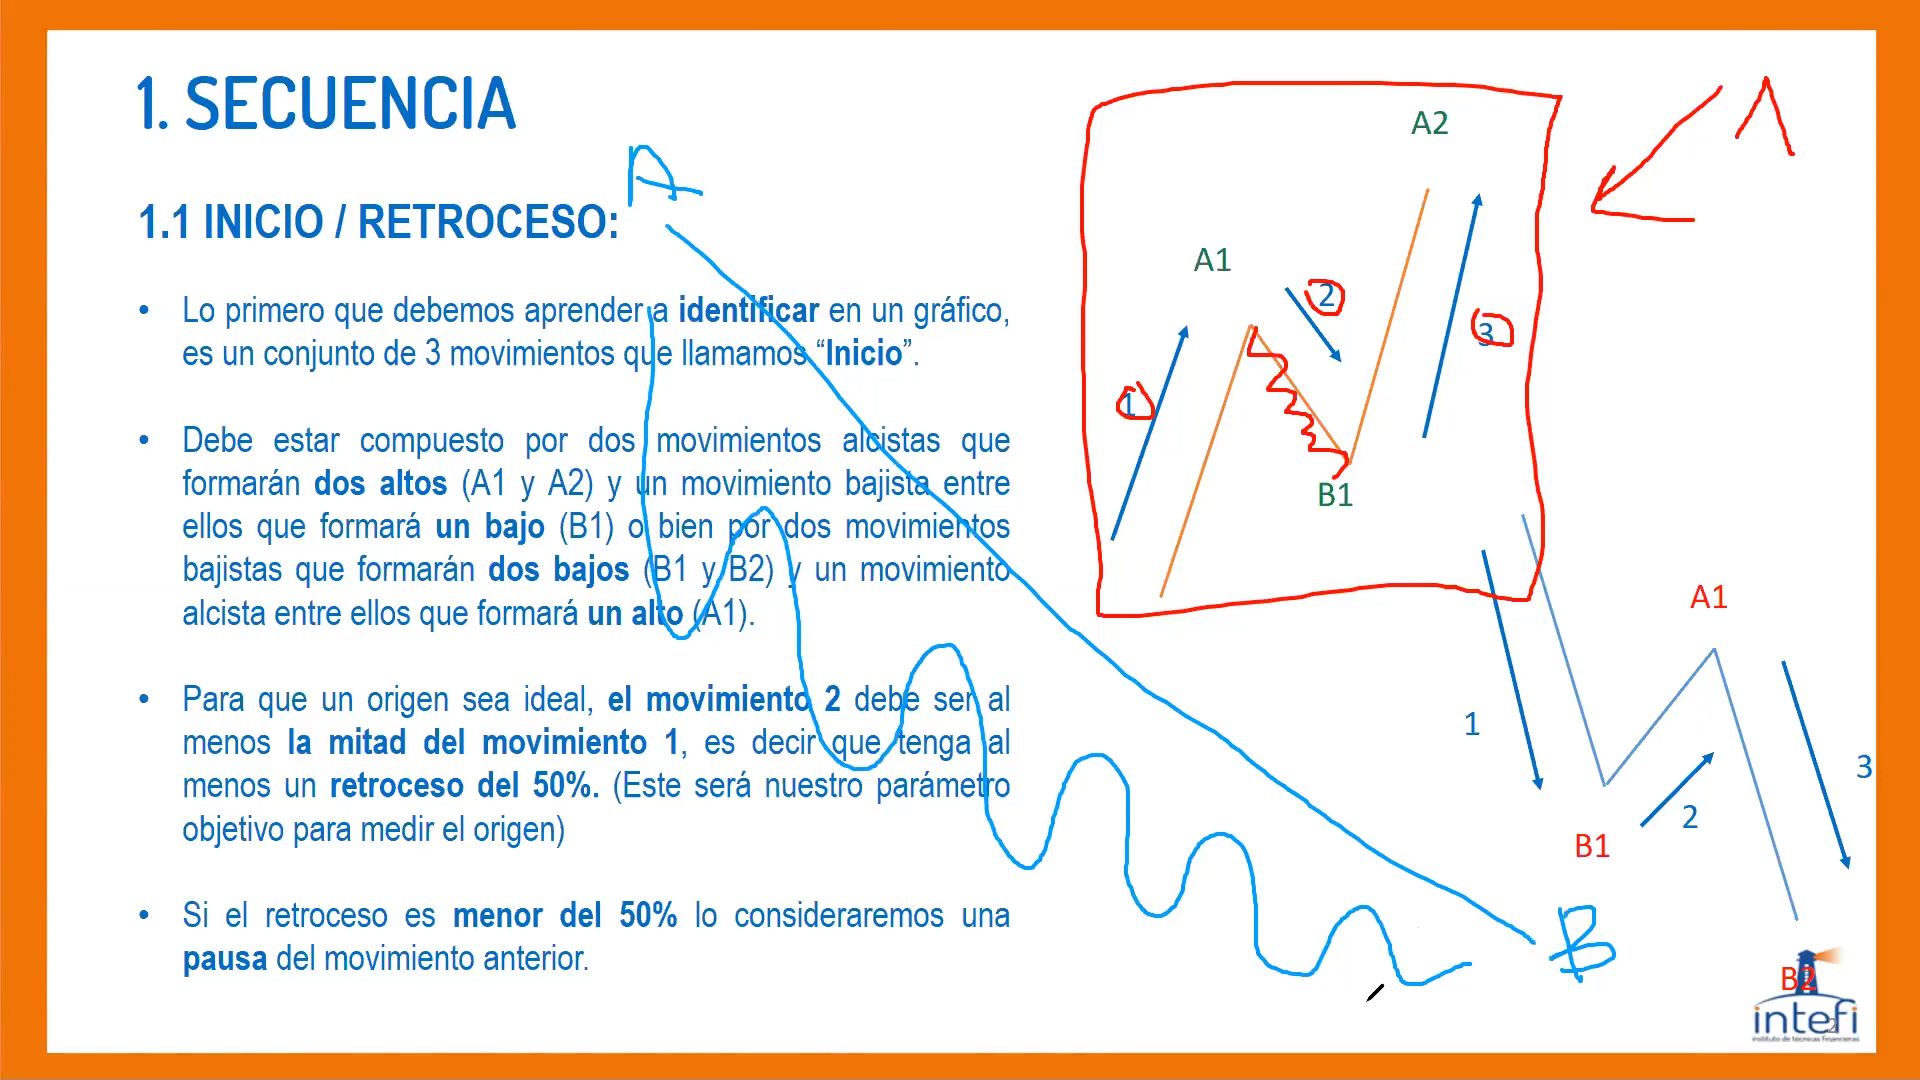 1. SECUENCIA
1.1 INICIO / RETROCESO:
• Lo primero que debemos aprender a identificar en un gráfico,
es un conjunto de 3 movimientos que llamamos “Inicio”.
• Debe estar compuesto por dos movimientos alcistas que
formarán dos altos (A1 y A2) y un movimiento bajista entre
ellos que formará un bajo (B1) o bien por dos movimientos
bajistas que formarán dos bajos (B1 y B2) y un movimiento
alcista entre ellos que formará un alto (A1).
• Para que un origen sea ideal, el movimiento 2 debe ser al
menos la mitad del movimiento 1, es decir que tenga al
menos un retroceso del 50%. (Este será nuestro parámetro
objetivo para medir el origen)
• Si el retroceso es menor del 50% lo consideraremos una
pausa del movimiento anterior.
A
B
A2
A1
2
3
1
B1
A1
1
3
2
B1
B2
intefi
instituto de técnicas financieras
2